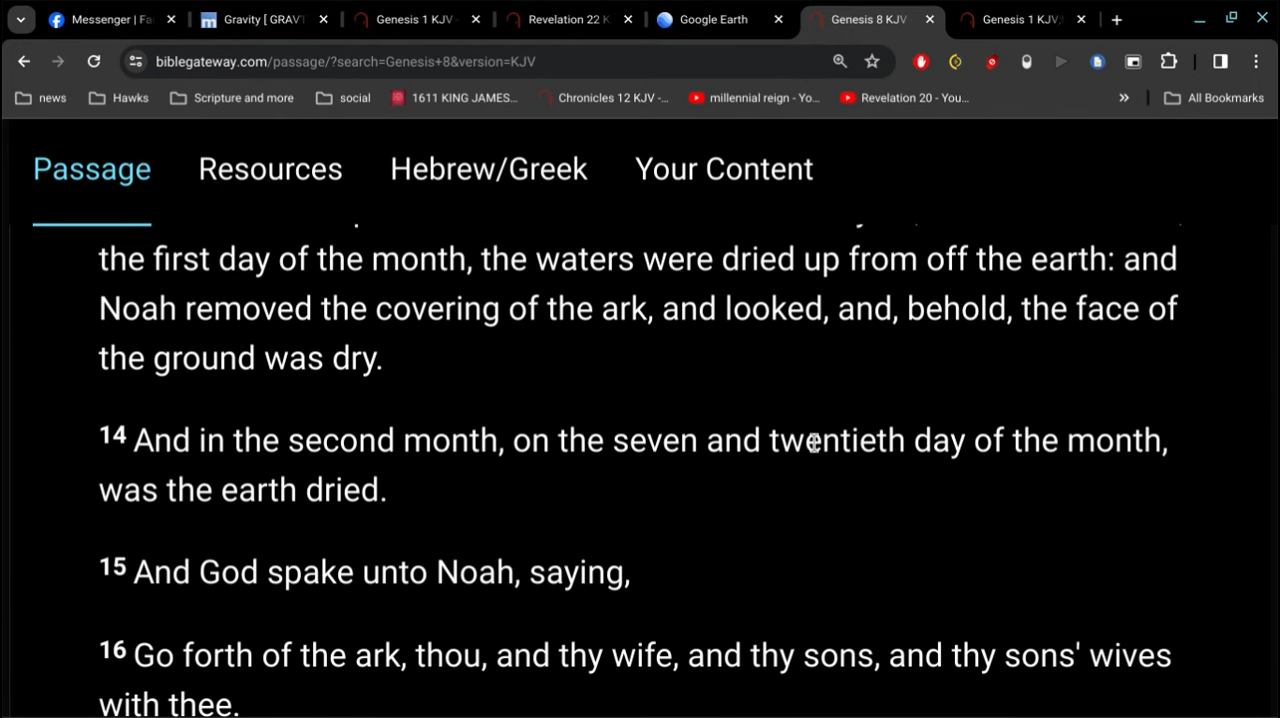 Messenger | Fa
Gravity [ GRAV
Genesis 1 KJV
Revelation 22 K
Google Earth
Genesis 8 KJV
Genesis 1 KJV
biblegateway.com/passage/?search=Genesis+8&version=KJV
news
Hawks
Scripture and more
social
1611 KING JAMES...
Chronicles 12 KJV -...
millennial reign - Yo...
Revelation 20 - You...
»
All Bookmarks
Passage
Resources
Hebrew/Greek
Your Content
the first day of the month, the waters were dried up from off the earth: and
Noah removed the covering of the ark, and looked, and, behold, the face of
the ground was dry.
14 And in the second month, on the seven and twentieth day of the month,
was the earth dried.
15 And God spake unto Noah, saying,
16 Go forth of the ark, thou, and thy wife, and thy sons, and thy sons' wives
with thee.